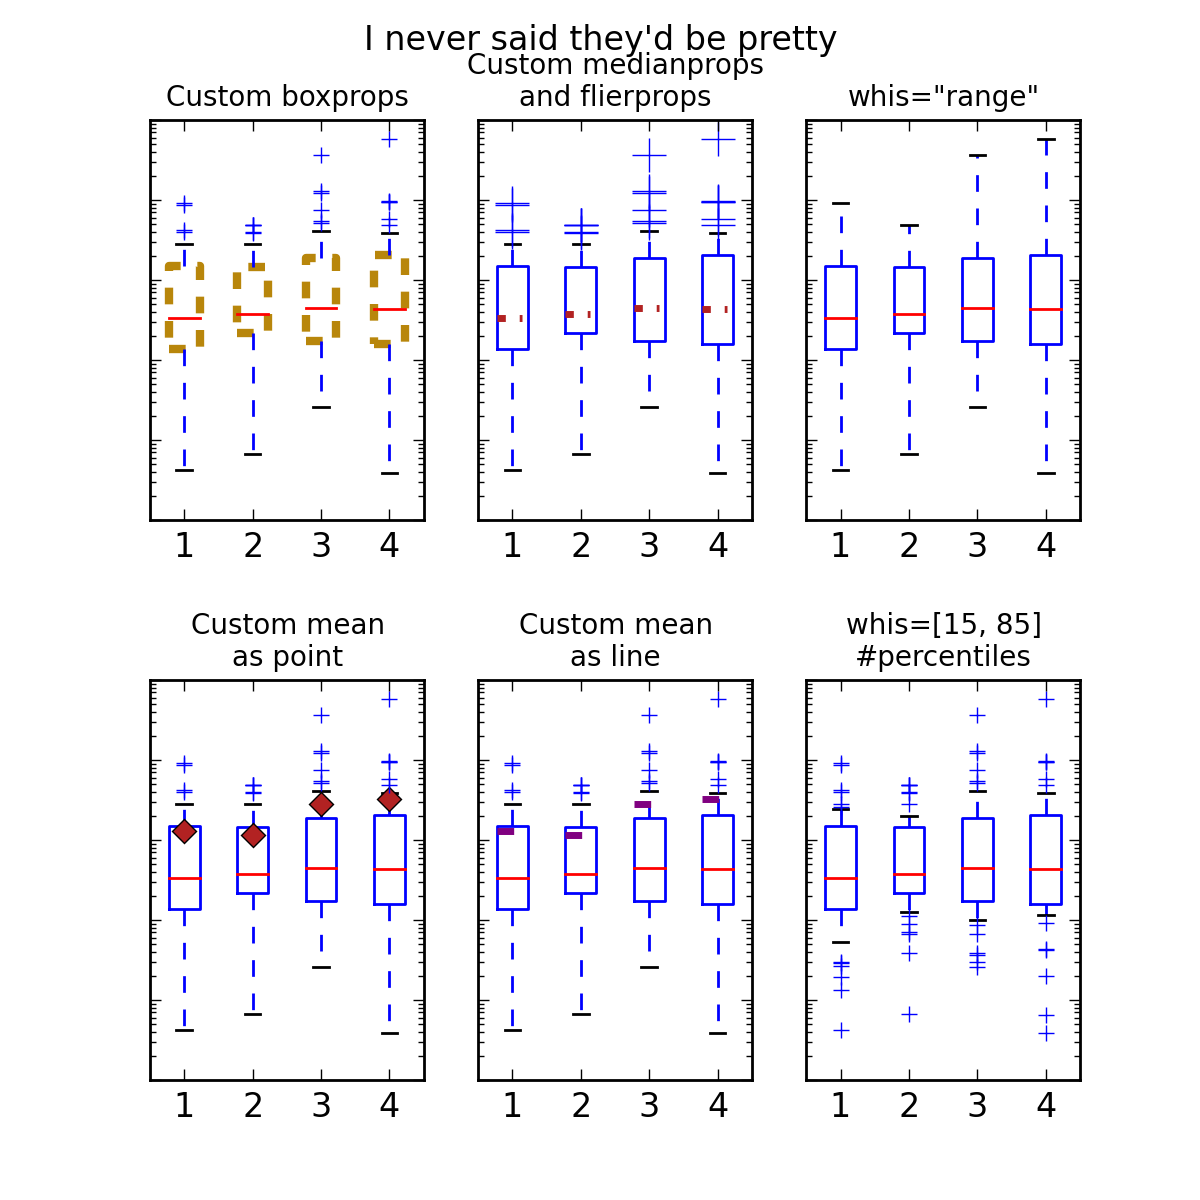 I never said they'd be pretty
Custom boxprops
Custom medianprops
and flierprops
whis="range"
1 2 3 4
1 2 3 4
1 2 3 4
Custom mean
as point
Custom mean
as line
whis=[15, 85]
#percentiles
1 2 3 4
1 2 3 4
1 2 3 4